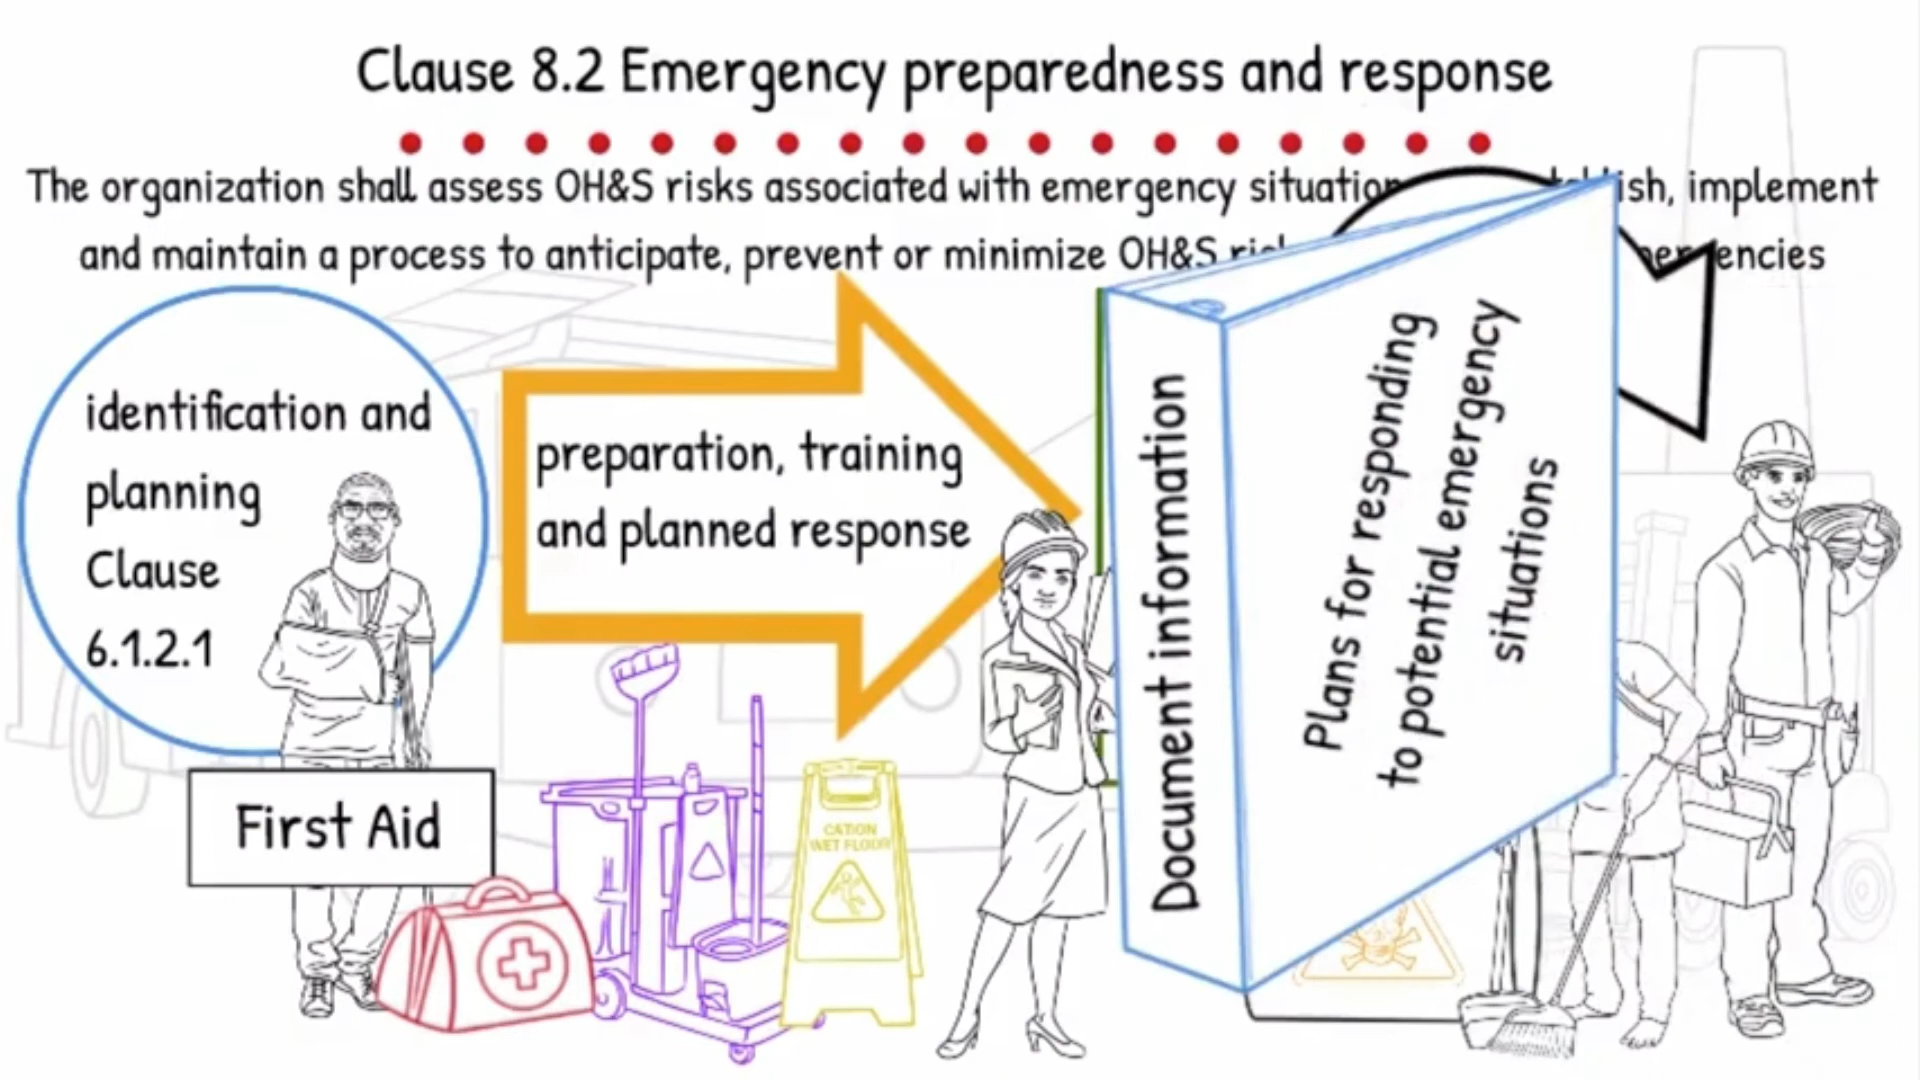 Clause 8.2 Emergency preparedness and response
The organization shall assess OH&S risks associated with emergency implement
and maintain a process to anticipate, prevent or minimize OH&S
identification and
planning
Clause
6.1.2.1
preparation, training
and planned response
Document information
Plans for responding
to potential emergency
situations
First Aid
CATION
WET FLOOR